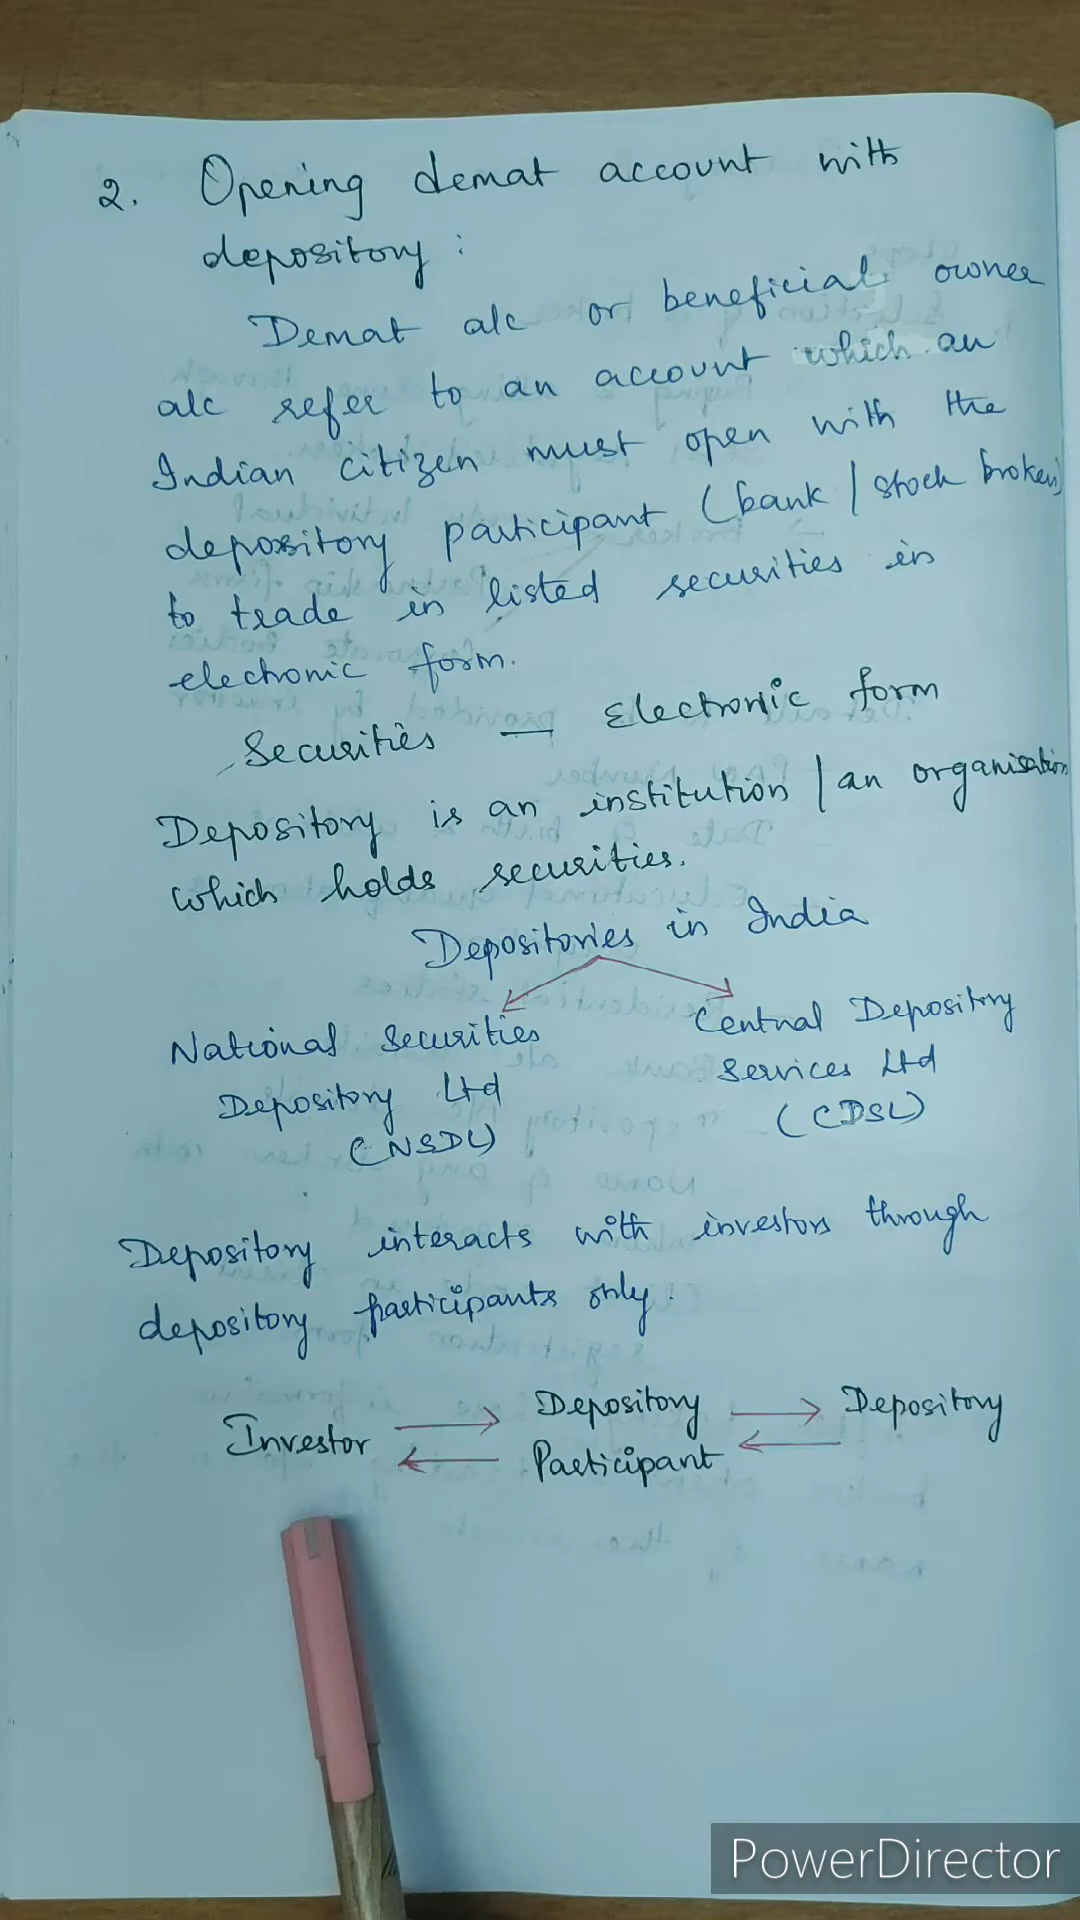 2. Opening demat account with
depository :
Demat a/c or beneficial owner
a/c refer to an account which an
Indian citizen must open with the
depository participant (bank / stock broker)
to trade in listed securities in
electronic form.
Securities — Electronic form
Depository is an institution / an organisation
which holds securities.
Depositories in India
National Securities
Depository Ltd
(NSDL)
Central Depository
Services Ltd
(CDSL)
Depository interacts with investors through
depository participants only.
Investor
Depository
Participant
Depository
PowerDirector